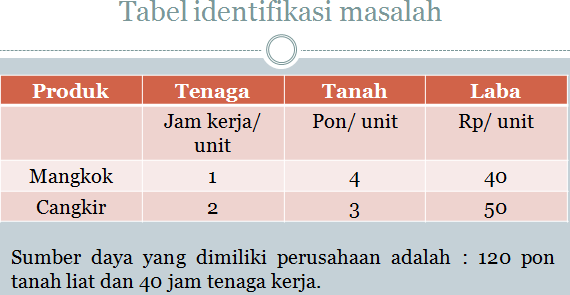 Tabel identifikasi masalah
Produk Tenaga Tanah Laba
Jam kerja/ unit Pon/ unit Rp/ unit
Mangkok 1 4 40
Cangkir 2 3 50
Sumber daya yang dimiliki perusahaan adalah : 120 pon
tanah liat dan 40 jam tenaga kerja.